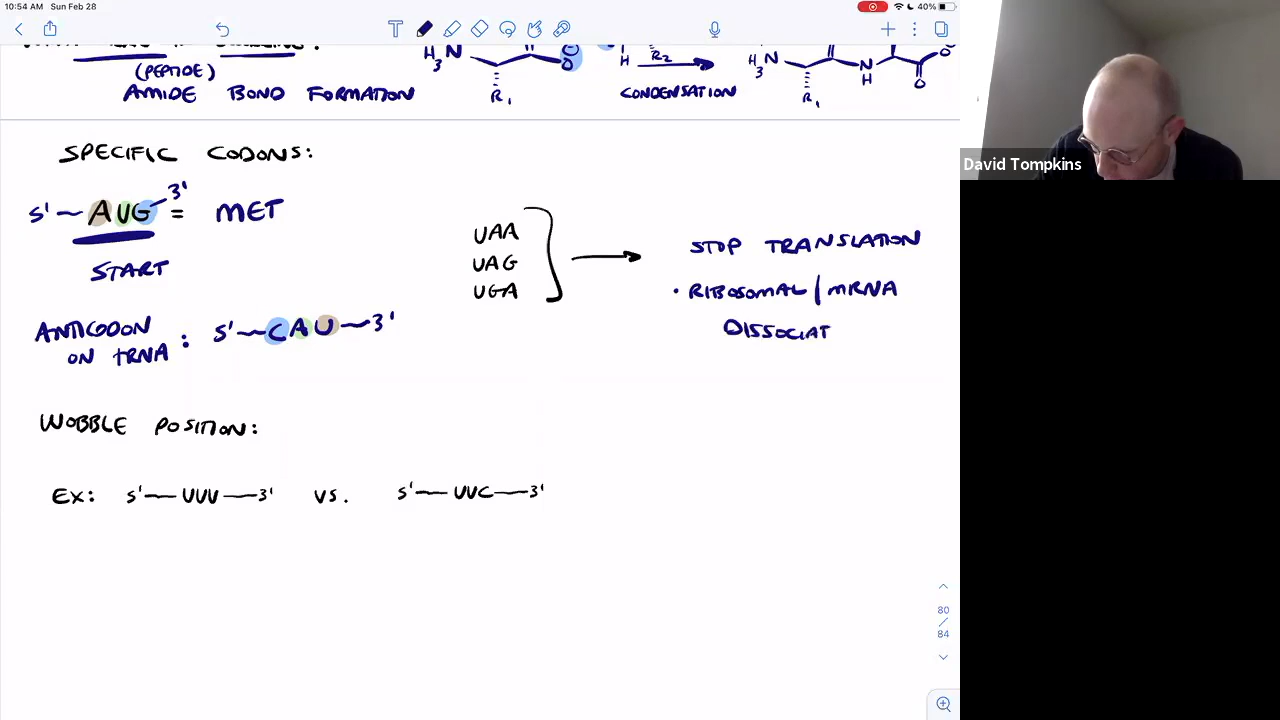 10:54 AM Sun Feb 28
40%
(PEPTIDE)
AMIDE BOND FORMATION
H3N
R1
H
R2
CONDENSATION
H3N
R1
N
H
O
SPECIFIC CODONS:
5' AUG 3' = MET
START
UAA
UAG
UGA
STOP TRANSLATION
• RIBOSOMAL / mRNA
DISSOCIAT
ANTICODON
ON tRNA : 5' CAU 3'
WOBBLE POSITION:
EX: 5' UUU 3' VS. 5' UUC 3'
80
/
84
David Tompkins